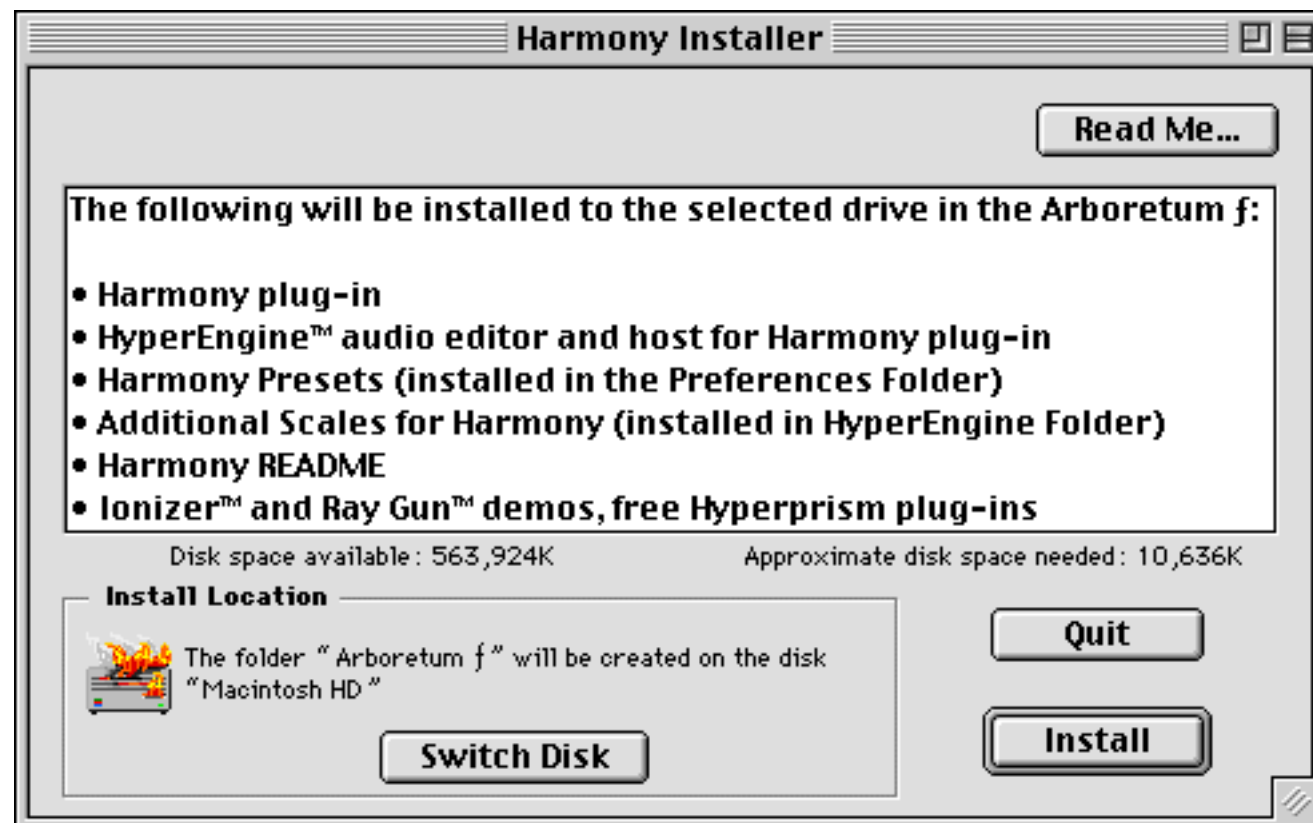 Harmony Installer
Read Me...
The following will be installed to the selected drive in the Arboretum ƒ:
• Harmony plug-in
• HyperEngine™ audio editor and host for Harmony plug-in
• Harmony Presets (installed in the Preferences Folder)
• Additional Scales for Harmony (installed in HyperEngine Folder)
• Harmony README
• Ionizer™ and Ray Gun™ demos, free Hyperprism plug-ins
Disk space available: 563,924K Approximate disk space needed: 10,636K
Install Location
The folder "Arboretum ƒ" will be created on the disk
"Macintosh HD"
Quit
Switch Disk
Install